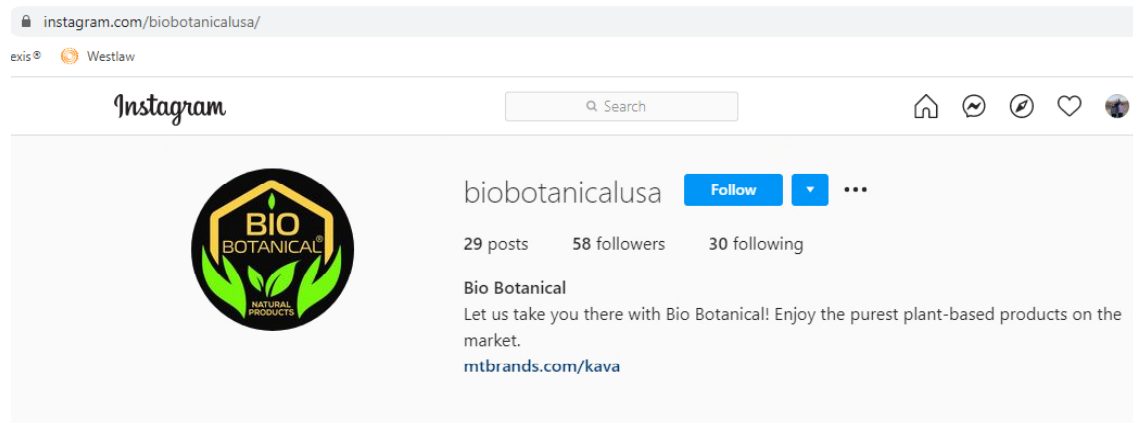 instagram.com/biobotanicalusa/
exis®
Westlaw
Instagram
Search
BIO
BOTANICAL®
NATURAL
PRODUCTS
biobotanicalusa
Follow
29 posts 58 followers 30 following
Bio Botanical
Let us take you there with Bio Botanical! Enjoy the purest plant-based products on the
market.
mtbrands.com/kava